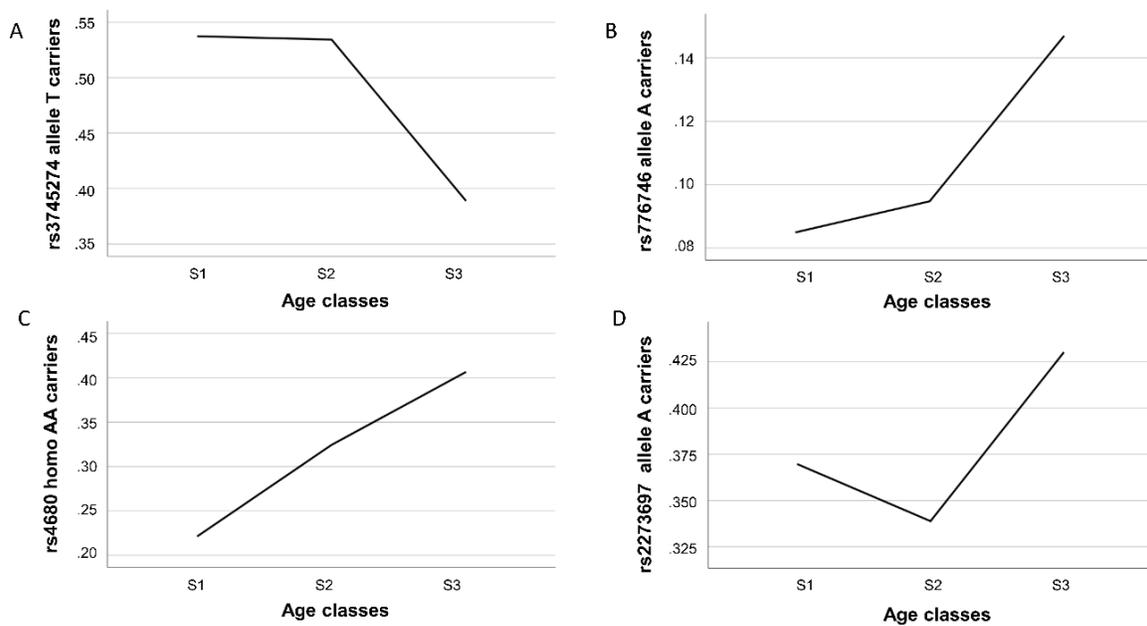 A
rs3745274 allele T carriers
.55
.50
.45
.40
.35
S1 S2 S3
Age classes
B
rs776746 allele A carriers
.14
.12
.10
.08
S1 S2 S3
Age classes
C
rs4680 homo AA carriers
.45
.40
.35
.30
.25
.20
S1 S2 S3
Age classes
D
rs2273697 allele A carriers
.425
.400
.375
.350
.325
S1 S2 S3
Age classes